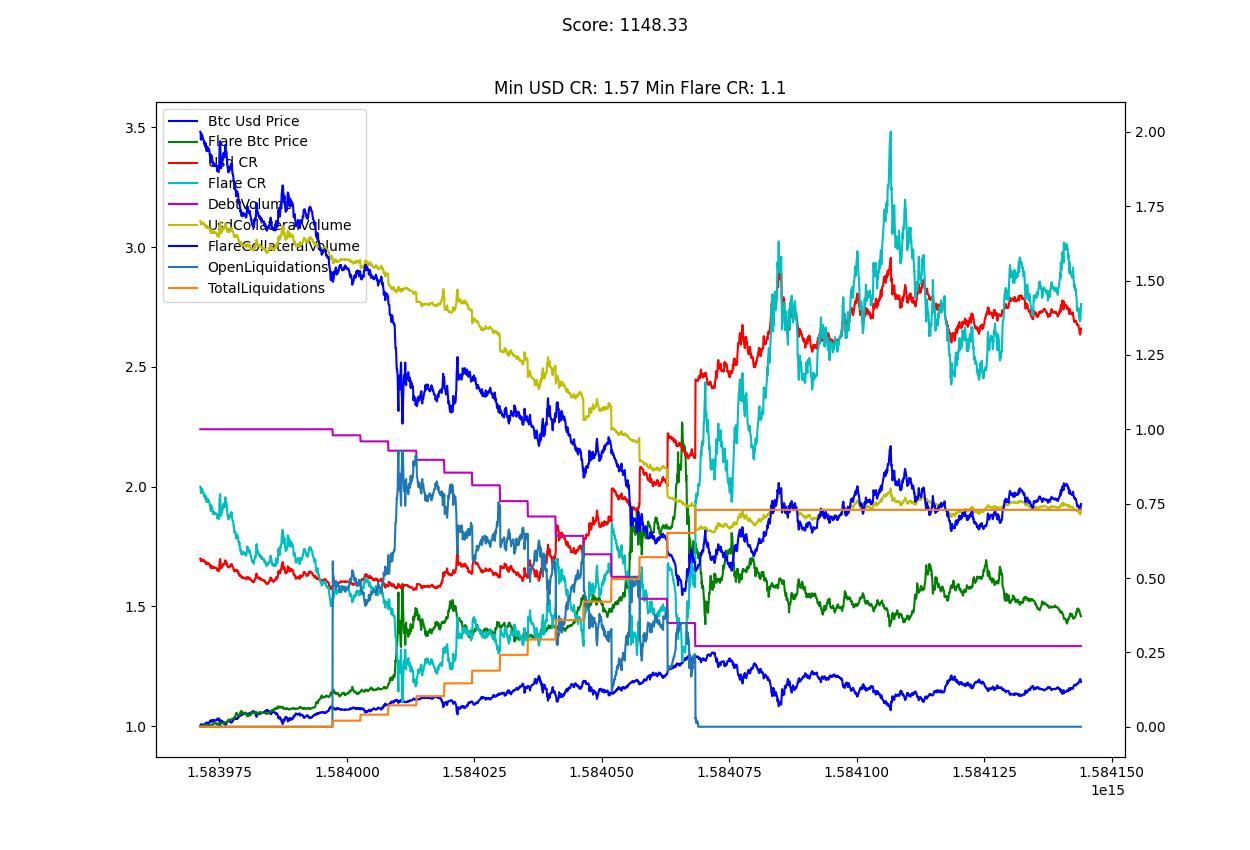 Score: 1148.33
Min USD CR: 1.57 Min Flare CR: 1.1
Btc Usd Price
Flare Btc Price
Usd CR
Flare CR
DebtVolume
UsdCollateralVolume
FlareCollateralVolume
OpenLiquidations
TotalLiquidations
3.5
3.0
2.5
2.0
1.5
1.0
2.00
1.75
1.50
1.25
1.00
0.75
0.50
0.25
0.00
1.583975
1.584000
1.584025
1.584050
1.584075
1.584100
1.584125
1.584150
1e15